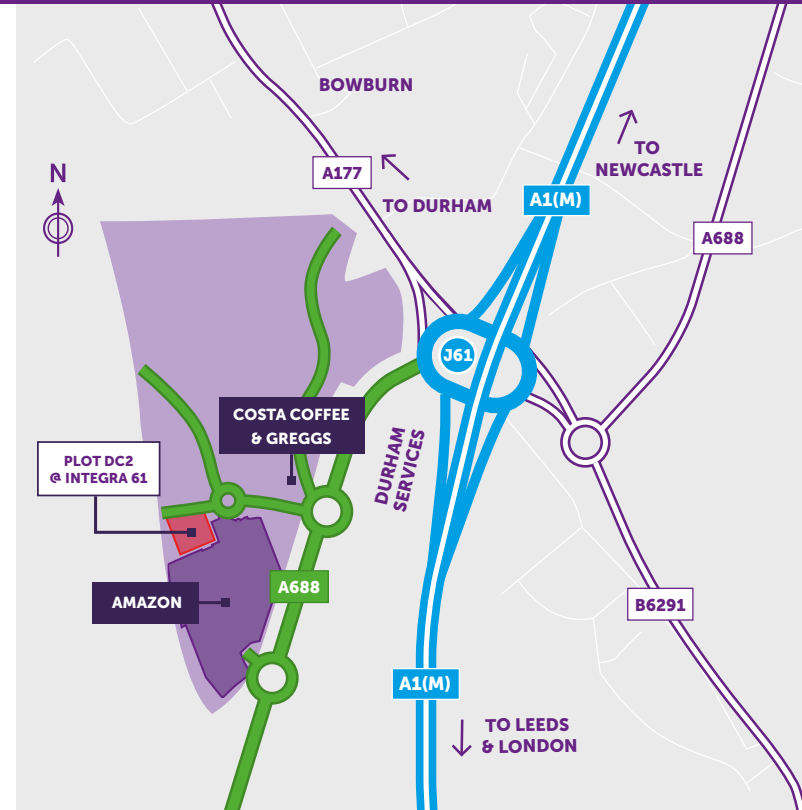 BOWBURN
TO
NEWCASTLE
N
A177
TO DURHAM
A1(M)
A688
J61
COSTA COFFEE
& GREGGS
DURHAM
SERVICES
PLOT DC2
@ INTEGRA 61
A688
AMAZON
B6291
A1(M)
TO LEEDS
& LONDON